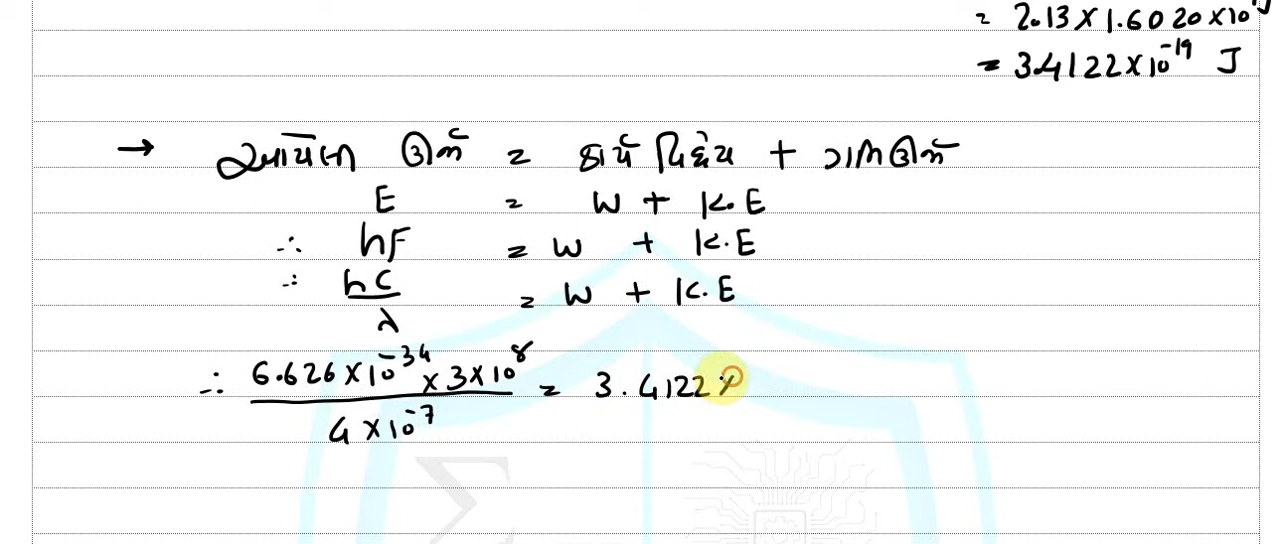 = 2.13 × 1.6020 × 10 J
= 3.4122 × 10⁻¹⁹ J
→ આપેલ ઊર્જા = કાર્ય વિધેય + ગતિઊર્જા
E = W + K.E
∴ hF = W + K.E
∴ hc/λ = W + K.E
∴ 6.626 × 10⁻³⁴ × 3 × 10⁸ / 4 × 10⁻⁷ = 3.4122 ×